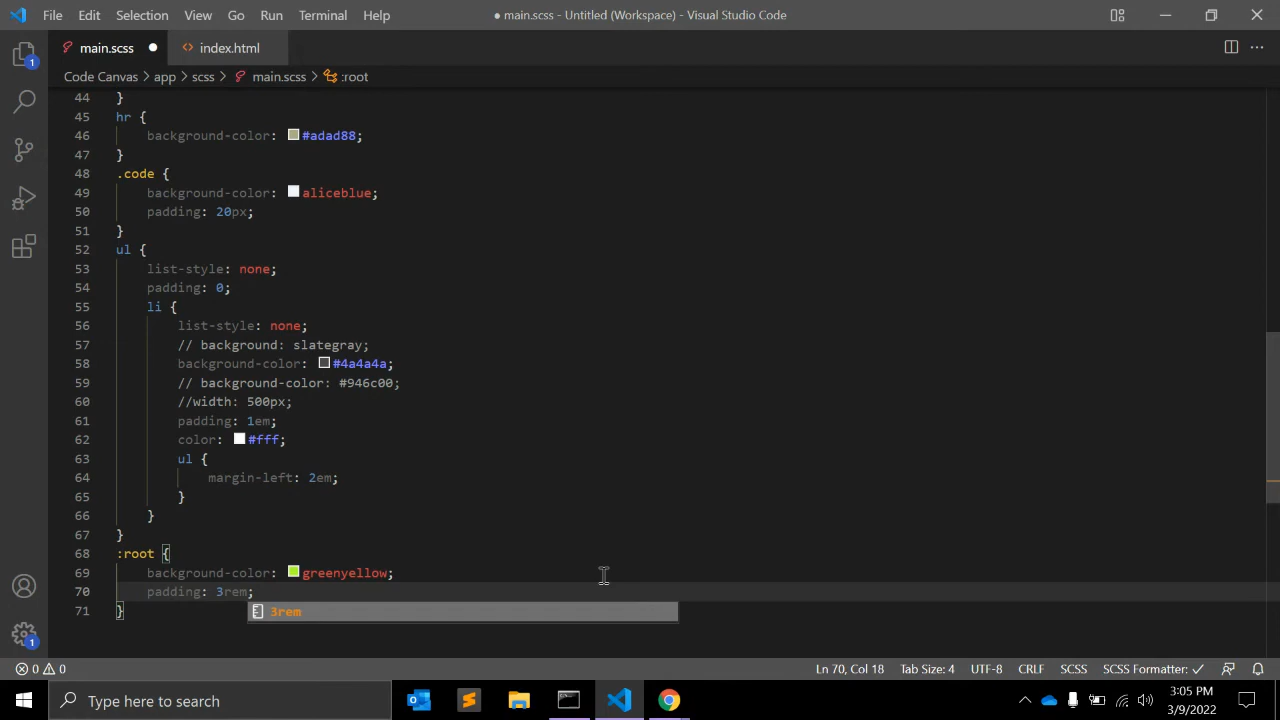 File Edit Selection View Go Run Terminal Help
● main.scss - Untitled (Workspace) - Visual Studio Code
main.scss
index.html
Code Canvas > app > scss > main.scss > :root
44 }
45 hr {
46 background-color: #adad88;
47 }
48 .code {
49 background-color: aliceblue;
50 padding: 20px;
51 }
52 ul {
53 list-style: none;
54 padding: 0;
55 li {
56 list-style: none;
57 // background: slategray;
58 background-color: #4a4a4a;
59 // background-color: #946c00;
60 //width: 500px;
61 padding: 1em;
62 color: #fff;
63 ul {
64 margin-left: 2em;
65 }
66 }
67 }
68 :root {
69 background-color: greenyellow;
70 padding: 3rem;
3rem
71 }
1
1
0 0 Ln 70, Col 18 Tab Size: 4 UTF-8 CRLF SCSS SCSS Formatter: ✓
Type here to search
3:05 PM
3/9/2022